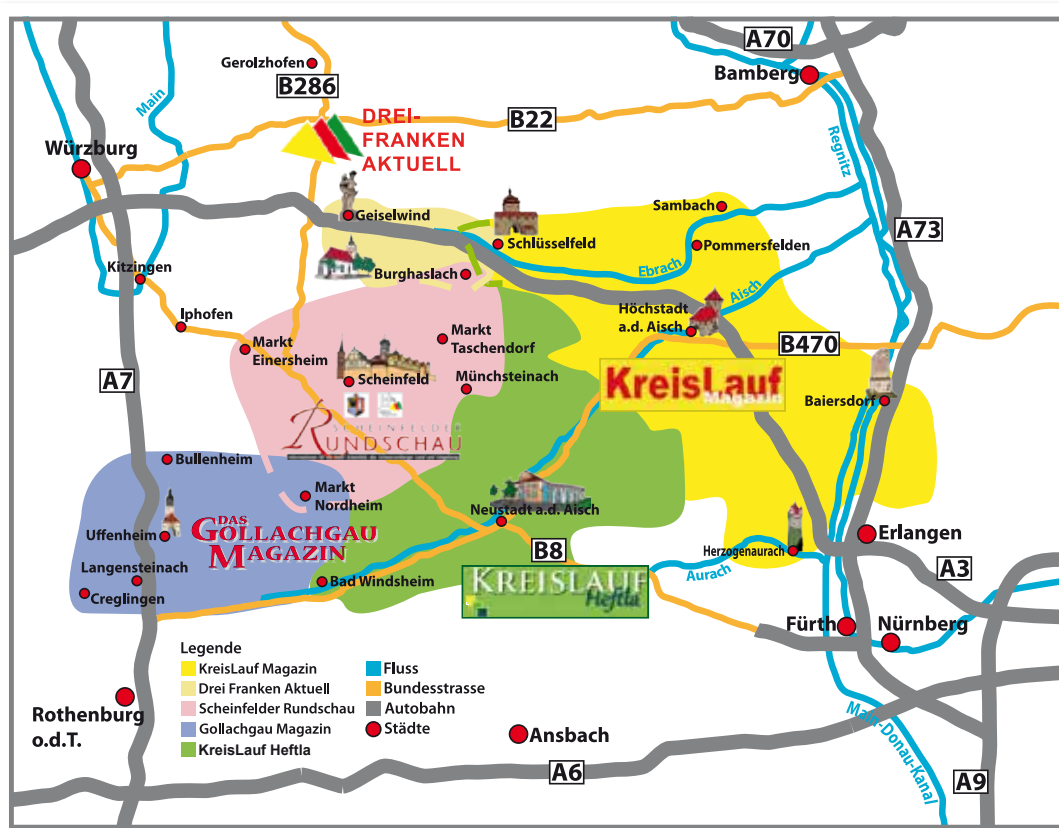 A70
Gerolzhofen
Bamberg
B286
Main
DREI-
FRANKEN
AKTUELL
B22
Würzburg
Regnitz
Geiselwind
Sambach
Schlüsselfeld
Pommersfelden
A73
Kitzingen
Burghaslach
Ebrach
Aisch
Iphofen
Höchstadt
a.d. Aisch
Markt
Einersheim
Markt
Taschendorf
B470
A7
Scheinfeld
Münchsteinach
KreisLauf
Magazin
Baiersdorf
SCHEINFELDER
RUNDSCHAU
Bullenheim
Markt
Nordheim
Neustadt a.d. Aisch
Uffenheim
DAS
GOLLACHGAU
MAGAZIN
Erlangen
B8
Herzogenaurach
Langensteinach
Bad Windsheim
KREISLAUF
Heftla
Aurach
A3
Creglingen
Fürth
Nürnberg
Legende
KreisLauf Magazin
Drei Franken Aktuell
Scheinfelder Rundschau
Gollachgau Magazin
KreisLauf Heftla
Fluss
Bundesstrasse
Autobahn
Städte
Rothenburg
o.d.T.
Ansbach
Main-Donau-Kanal
A6
A9